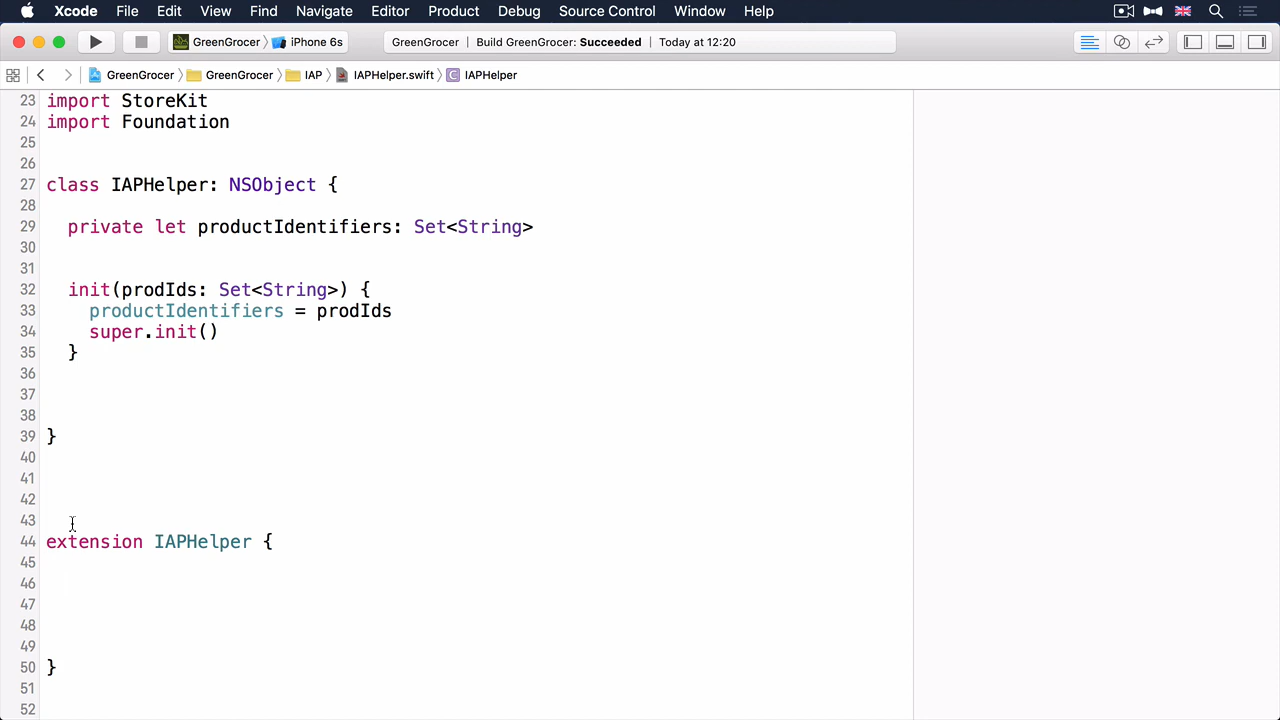 Xcode File Edit View Find Navigate Editor Product Debug Source Control Window Help
GreenGrocer iPhone 6s GreenGrocer Build GreenGrocer: Succeeded Today at 12:20
GreenGrocer GreenGrocer IAP IAPHelper.swift C IAPHelper
23 import StoreKit
24 import Foundation
25
26
27 class IAPHelper: NSObject {
28
29 private let productIdentifiers: Set<String>
30
31
32 init(prodIds: Set<String>) {
33 productIdentifiers = prodIds
34 super.init()
35 }
36
37
38
39 }
40
41
42
43
44 extension IAPHelper {
45
46
47
48
49
50 }
51
52